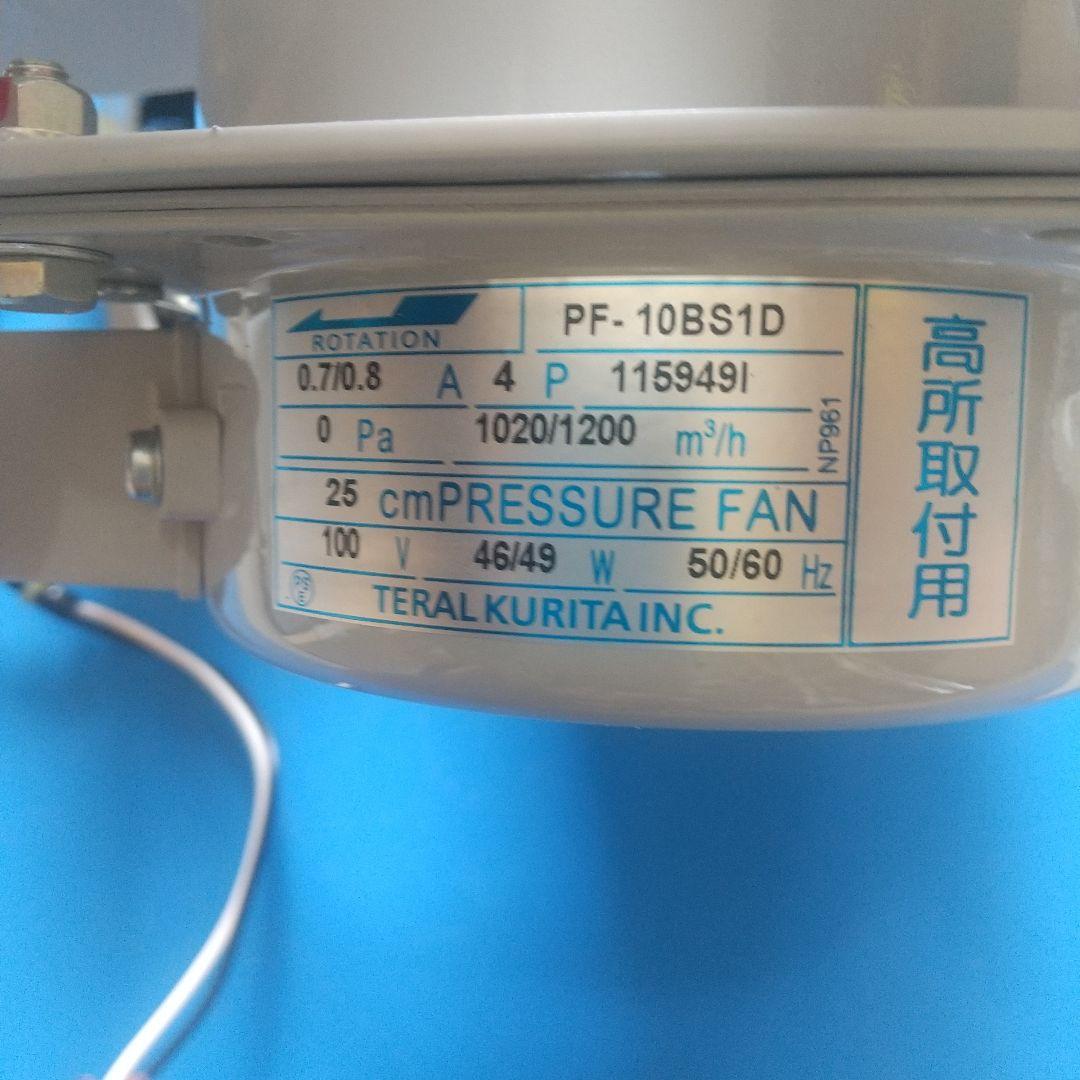 ROTATION
PF-10BS1D
0.7/0.8 A 4 P 115949I
0 Pa 1020/1200 m³/h
NP961
25 cm PRESSURE FAN
100 V 46/49 W 50/60 Hz
TERAL KURITA INC.
高所取付用